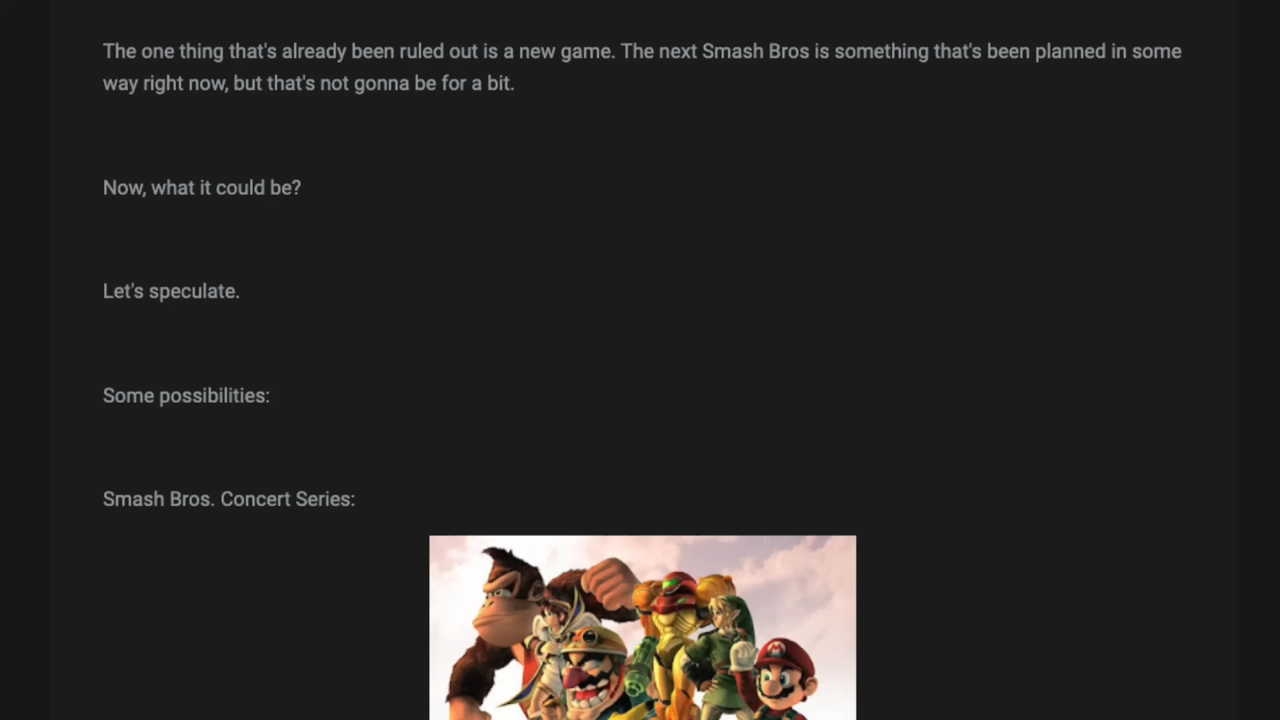 The one thing that's already been ruled out is a new game. The next Smash Bros is something that's been planned in some
way right now, but that's not gonna be for a bit.
Now, what it could be?
Let's speculate.
Some possibilities:
Smash Bros. Concert Series: